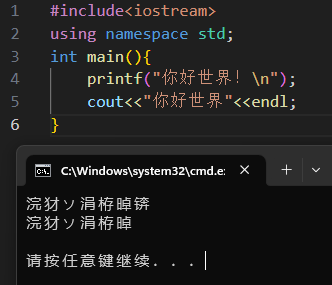 1 #include<iostream>
2 using namespace std;
3 int main(){
4 printf("你好世界！\n");
5 cout<<"你好世界"<<endl;
6 }
C:\Windows\system32\cmd.e
浣犲ソ涓栫晫锛
浣犲ソ涓栫晫
请按任意键继续. . .